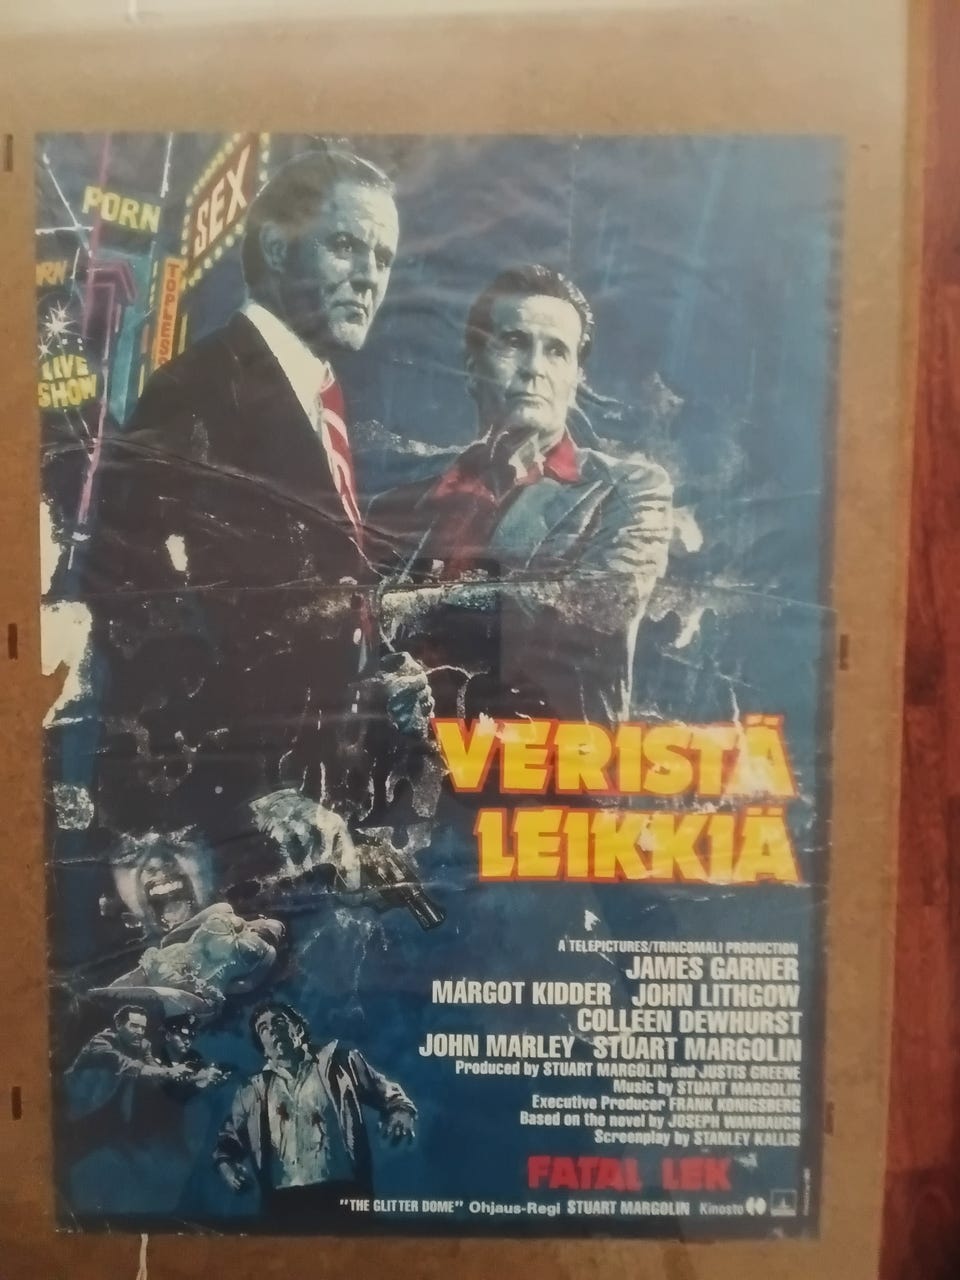 PORN
SEX
TOPLESS
LIVE
SHOW
VERISTÄ
LEIKKIÄ
A TELEPICTURES/TRINCOMALI PRODUCTION
JAMES GARNER
MARGOT KIDDER JOHN LITHGOW
COLLEEN DEWHURST
JOHN MARLEY STUART MARGOLIN
Produced by STUART MARGOLIN and JUSTIS GREENE
Music by STUART MARGOLIN
Executive Producer FRANK KONIGSBERG
Based on the novel by JOSEPH WAMBAUGH
Screenplay by STANLEY KALLIS
FATAL LEK
"THE GLITTER DOME" Ohjaus-Regi STUART MARGOLIN Kinosto